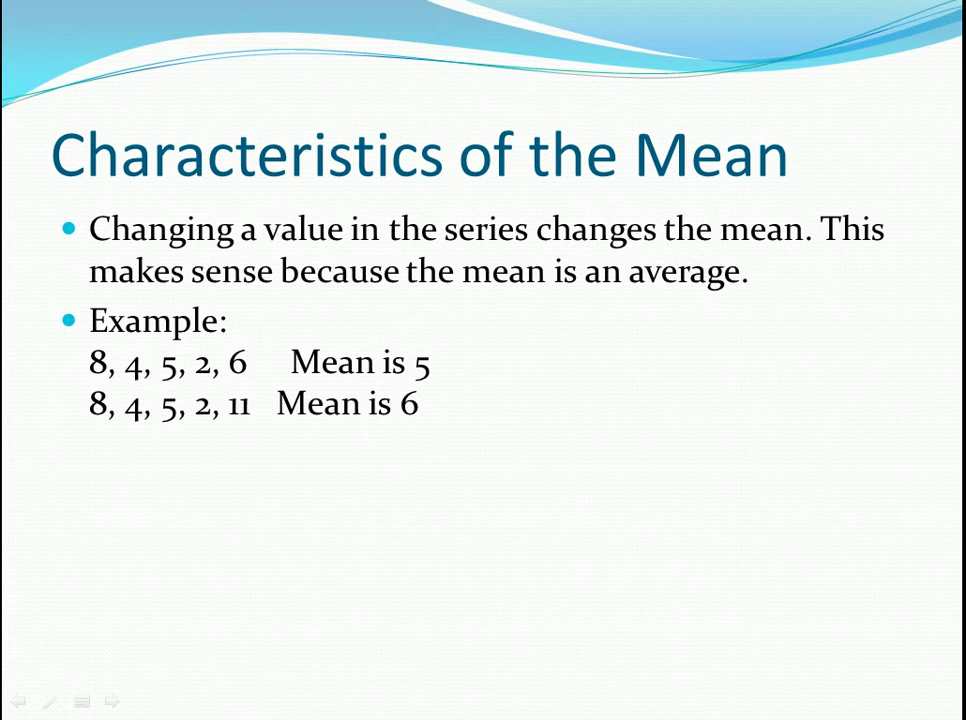 Characteristics of the Mean
Changing a value in the series changes the mean. This
makes sense because the mean is an average.
Example:
8, 4, 5, 2, 6 Mean is 5
8, 4, 5, 2, 11 Mean is 6